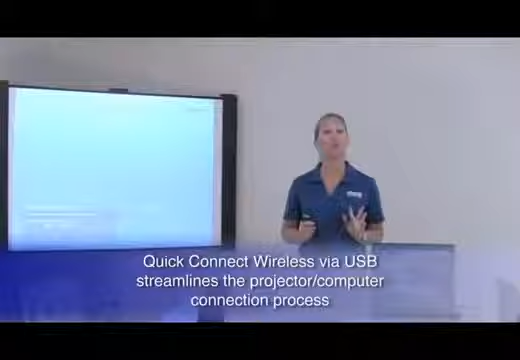 Quick Connect Wireless via USB
streamlines the projector/computer
connection process